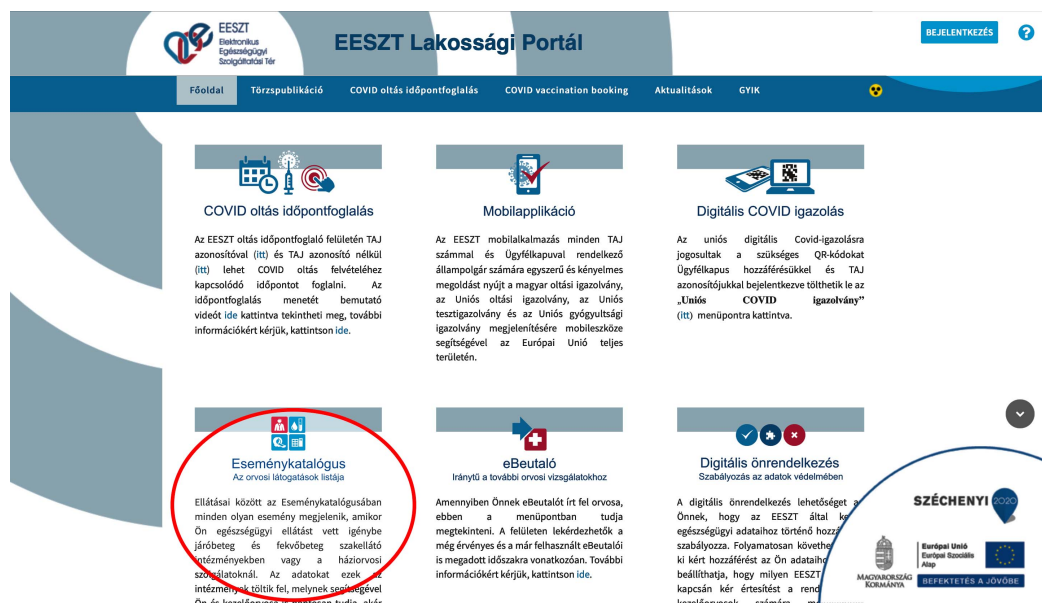 EESZT
Elektronikus
Egészségügyi
Szolgáltatási Tér
EESZT Lakossági Portál
BEJELENTKEZÉS
?
Főoldal
Törzspublikáció
COVID oltás időpontfoglalás
COVID vaccination booking
Aktualitások
GYIK
COVID oltás időpontfoglalás
Az EESZT oltás időpontfoglaló felületén TAJ
azonosítóval (itt) és TAJ azonosító nélkül
(itt) lehet COVID oltás felvételéhez
kapcsolódó időpontot foglalni. Az
időpontfoglalás menetét bemutató
videót ide kattintva tekintheti meg, további
információkért kérjük, kattintson ide.
Mobilapplikáció
Az EESZT mobilalkalmazás minden TAJ
számmal és Ügyfélkapuval rendelkező
állampolgár számára egyszerű és kényelmes
megoldást nyújt a magyar oltási igazolvány,
az Uniós oltási igazolvány, az Uniós
tesztigazolvány és az Uniós gyógyultsági
igazolvány megjelenítésére mobileszköze
segítségével az Európai Unió teljes
területén.
Digitális COVID igazolás
Az uniós digitális Covid-igazolásra
jogosultak a szükséges QR-kódokat
Ügyfélkapus hozzáférésükkel és TAJ
azonosítójukkal bejelentkezve tölthetik le az
„Uniós COVID igazolvány”
(itt) menüpontra kattintva.
Eseménykatalógus
Az orvosi látogatások listája
Ellátásai között az Eseménykatalógusában
minden olyan esemény megjelenik, amikor
Ön egészségügyi ellátást vett igénybe
járóbeteg és fekvőbeteg szakellátó
intézményekben vagy a háziorvosi
szolgálatoknál. Az adatokat ezek az
intézmények töltik fel, melynek segítségével
Ön és kezelőorvosa is pontosan tudja, akár
eBeutaló
Iránytű a további orvosi vizsgálatokhoz
Amennyiben Önnek eBeutalót írt fel orvosa,
ebben a menüpontban tudja
megtekinteni. A felületen lekérdezhetők a
még érvényes és a már felhasznált eBeutalói
is megadott időszakra vonatkozóan. További
információkért kérjük, kattintson ide.
Digitális önrendelkezés
Szabályozás az adatok védelmében
A digitális önrendelkezés lehetőséget
Önnek, hogy az EESZT által
egészségügyi adataihoz történő
szabályozza. Folyamatosan
ki kért hozzáférést az Ön
beállíthatja, hogy milyen EESZT
kapcsán kér értesítést a
kezelőorvosok számára
SZÉCHENYI 2020
MAGYARORSZÁG
KORMÁNYA
Európai Unió
Európai Szociális
Alap
BEFEKTETÉS A JÖVŐBE